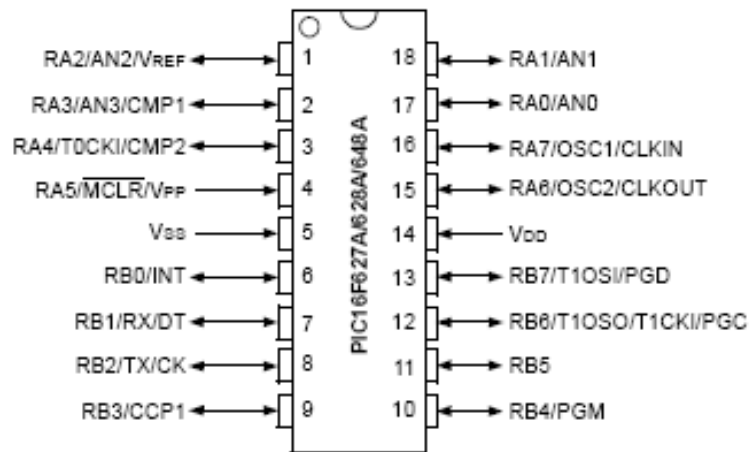 RA2/AN2/VREF 1 18 RA1/AN1
RA3/AN3/CMP1 2 17 RA0/AN0
RA4/T0CKI/CMP2 3 16 RA7/OSC1/CLKIN
RA5/MCLR/VPP 4 15 RA6/OSC2/CLKOUT
VSS 5 14 VDD
RB0/INT 6 13 RB7/T1OSI/PGD
RB1/RX/DT 7 12 RB6/T1OSO/T1CKI/PGC
RB2/TX/CK 8 11 RB5
RB3/CCP1 9 10 RB4/PGM
PIC16F627A/628A/648A